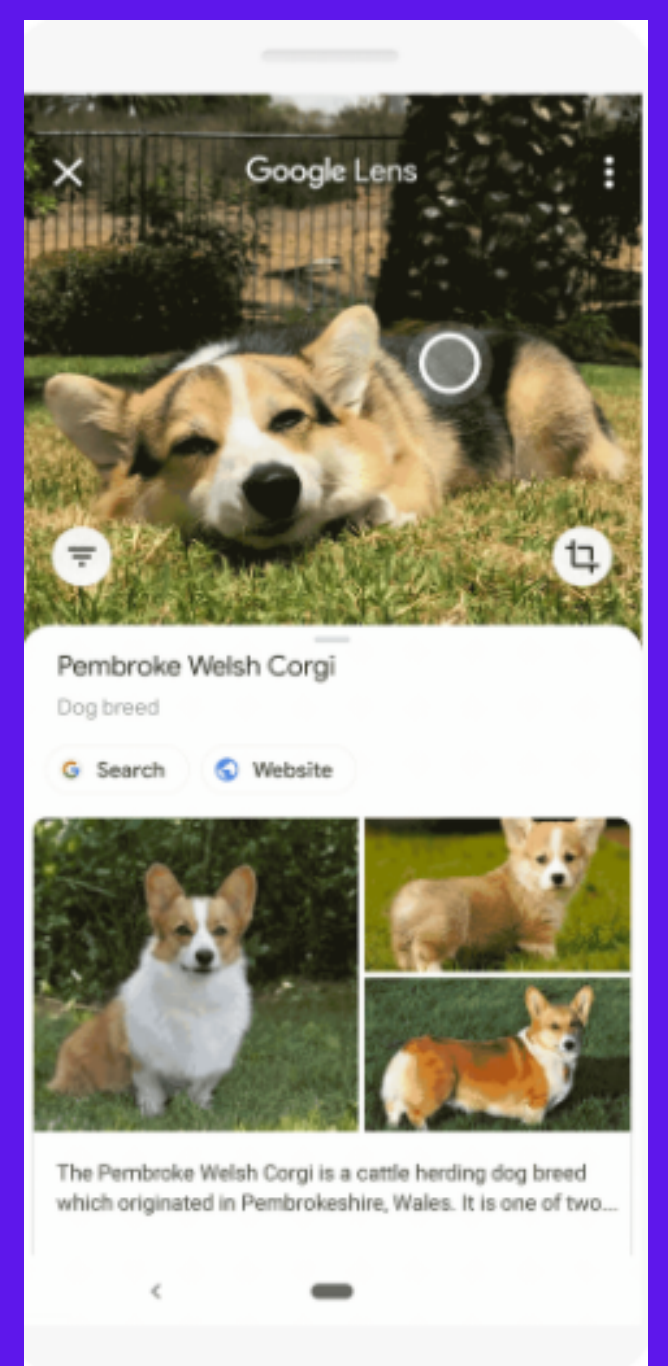 Google Lens
Pembroke Welsh Corgi
Dog breed
Search
Website
The Pembroke Welsh Corgi is a cattle herding dog breed
which originated in Pembrokeshire, Wales. It is one of two...